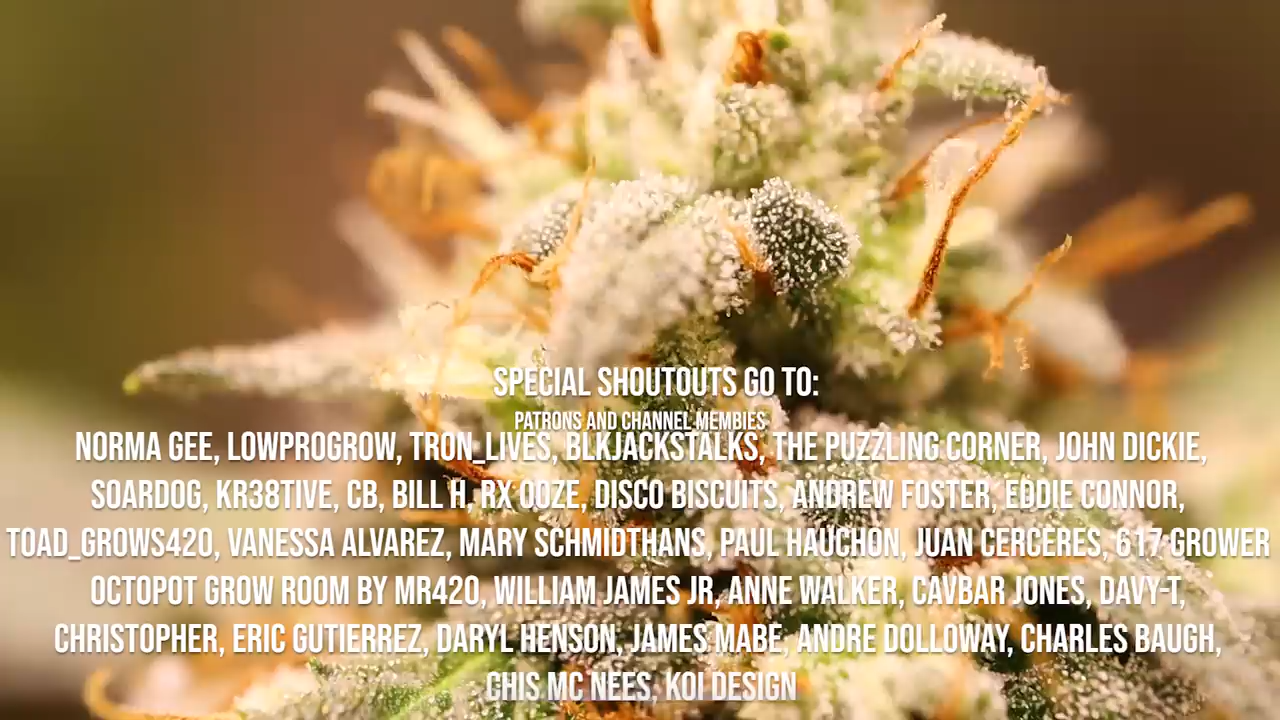 SPECIAL SHOUTOUTS GO TO:
PATRONS AND CHANNEL MEMBIES
NORMA GEE, LOWPROGROW, TRON_LIVES, BLKJACKSTALKS, THE PUZZLING CORNER, JOHN DICKIE,
SOARDOG, KR38TIVE, CB, BILL H, RX OOZE, DISCO BISCUITS, ANDREW FOSTER, EDDIE CONNOR,
TOAD_GROWS420, VANESSA ALVAREZ, MARY SCHMIDTHANS, PAUL HAUCHON, JUAN CERCERES, 617 GROWER
OCTOPOT GROW ROOM BY MR420, WILLIAM JAMES JR, ANNE WALKER, CAVBAR JONES, DAVY-T,
CHRISTOPHER, ERIC GUTIERREZ, DARYL HENSON, JAMES MABE, ANDRE DOLLOWAY, CHARLES BAUGH,
CHIS MC NEES, KOI DESIGN